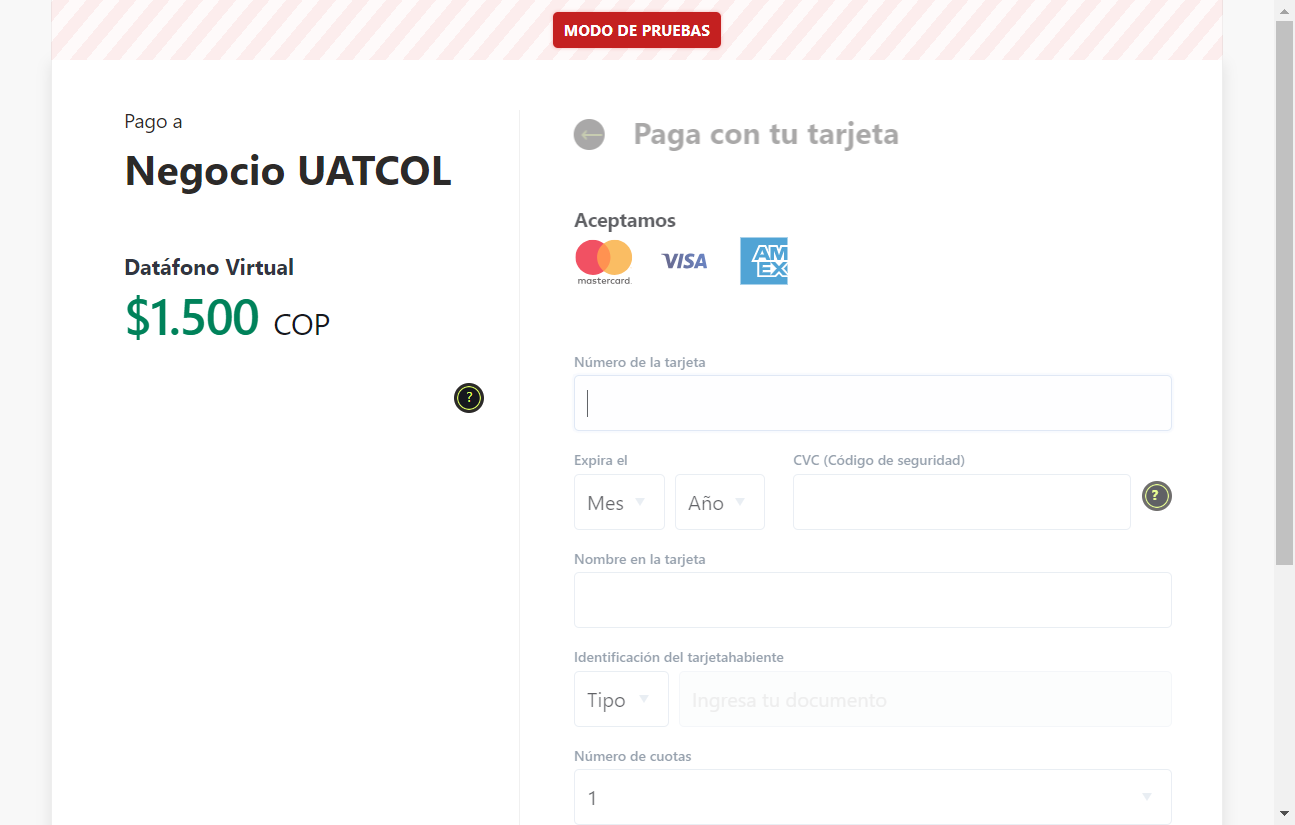 MODO DE PRUEBAS
Pago a
Negocio UATCOL
Datáfono Virtual
$1.500 COP
?
Paga con tu tarjeta
Aceptamos
mastercard.
VISA
AM
EX
Número de la tarjeta
Expira el
CVC (Código de seguridad)
Mes
Año
?
Nombre en la tarjeta
Identificación del tarjetahabiente
Tipo
Ingresa tu documento
Número de cuotas
1